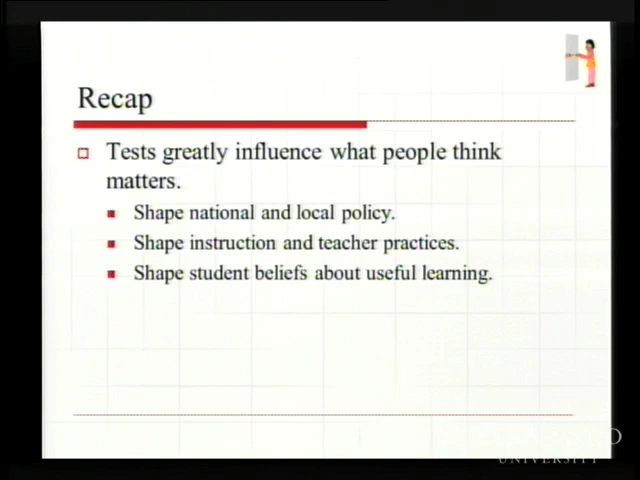 Recap
Tests greatly influence what people think
matters.
Shape national and local policy.
Shape instruction and teacher practices.
Shape student beliefs about useful learning.
UNIVERSITY